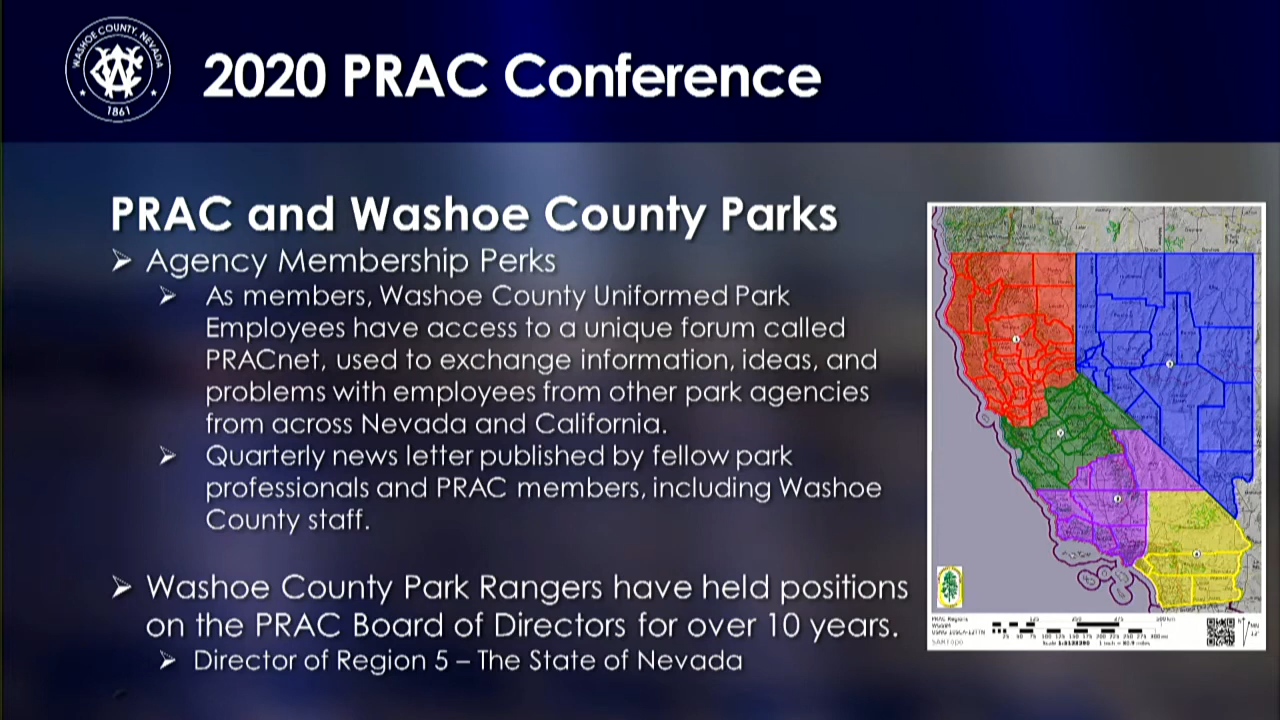 WASHOE COUNTY, NEVADA
1861
2020 PRAC Conference
PRAC and Washoe County Parks
Agency Membership Perks
As members, Washoe County Uniformed Park
Employees have access to a unique forum called
PRACnet, used to exchange information, ideas, and
problems with employees from other park agencies
from across Nevada and California.
Quarterly news letter published by fellow park
professionals and PRAC members, including Washoe
County staff.
Washoe County Park Rangers have held positions
on the PRAC Board of Directors for over 10 years.
Director of Region 5 – The State of Nevada
PRAC Regions
WGS84